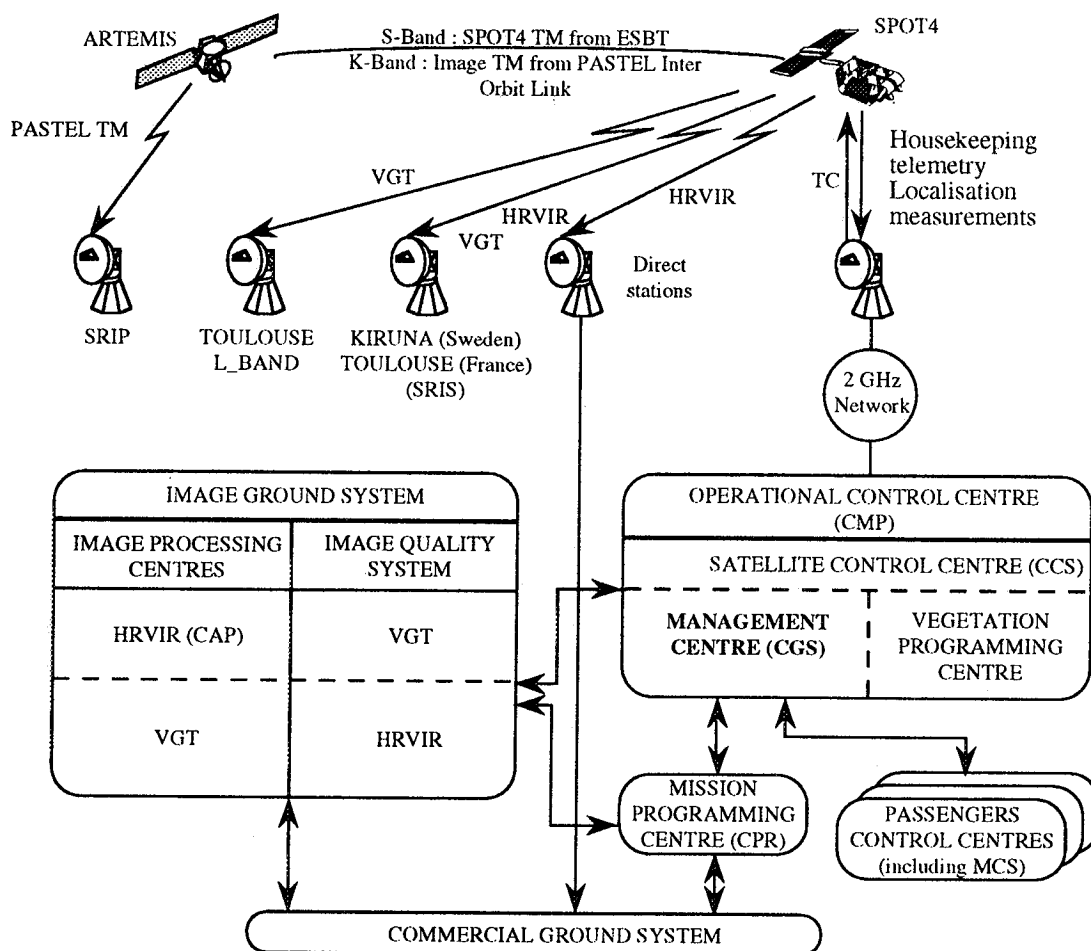 ARTEMIS
S-Band : SPOT4 TM from ESBT
K-Band : Image TM from PASTEL Inter
Orbit Link
SPOT4
PASTEL TM
VGT
HRVIR
VGT
HRVIR
TC
Housekeeping
telemetry
Localisation
measurements
SRIP
TOULOUSE
L_BAND
KIRUNA (Sweden)
TOULOUSE (France)
(SRIS)
Direct
stations
2 GHz
Network
IMAGE GROUND SYSTEM
IMAGE PROCESSING
CENTRES
IMAGE QUALITY
SYSTEM
HRVIR (CAP)
VGT
VGT
HRVIR
OPERATIONAL CONTROL CENTRE
(CMP)
SATELLITE CONTROL CENTRE (CCS)
MANAGEMENT
CENTRE (CGS)
VEGETATION
PROGRAMMING
CENTRE
MISSION
PROGRAMMING
CENTRE (CPR)
PASSENGERS
CONTROL CENTRES
(including MCS)
COMMERCIAL GROUND SYSTEM